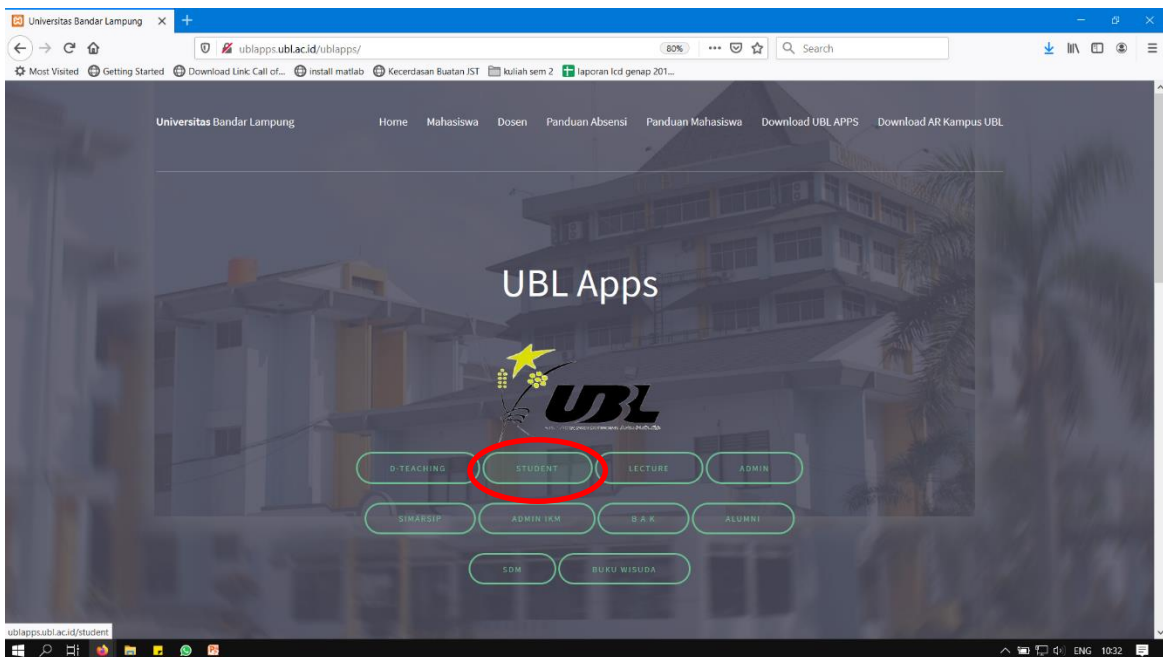 Universitas Bandar Lampung
ublapps.ubl.ac.id/ublapps/
80%
Search
Most Visited Getting Started Download Link: Call of... install matlab Kecerdasan Buatan JST kuliah sem 2 laporan lcd genap 201...
Universitas Bandar Lampung Home Mahasiswa Dosen Panduan Absensi Panduan Mahasiswa Download UBL APPS Download AR Kampus UBL
UBL Apps
UBL
D-TEACHING STUDENT LECTURE ADMIN
SIMARSIP ADMIN IKM B A K ALUMNI
SDM BUKU WISUDA
ublapps.ubl.ac.id/student
ENG 10:32